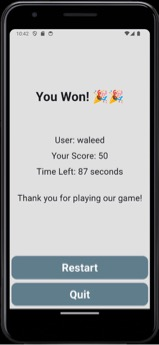 10:42
You Won! 🎉🎉
User: waleed
Your Score: 50
Time Left: 87 seconds
Thank you for playing our game!
Restart
Quit